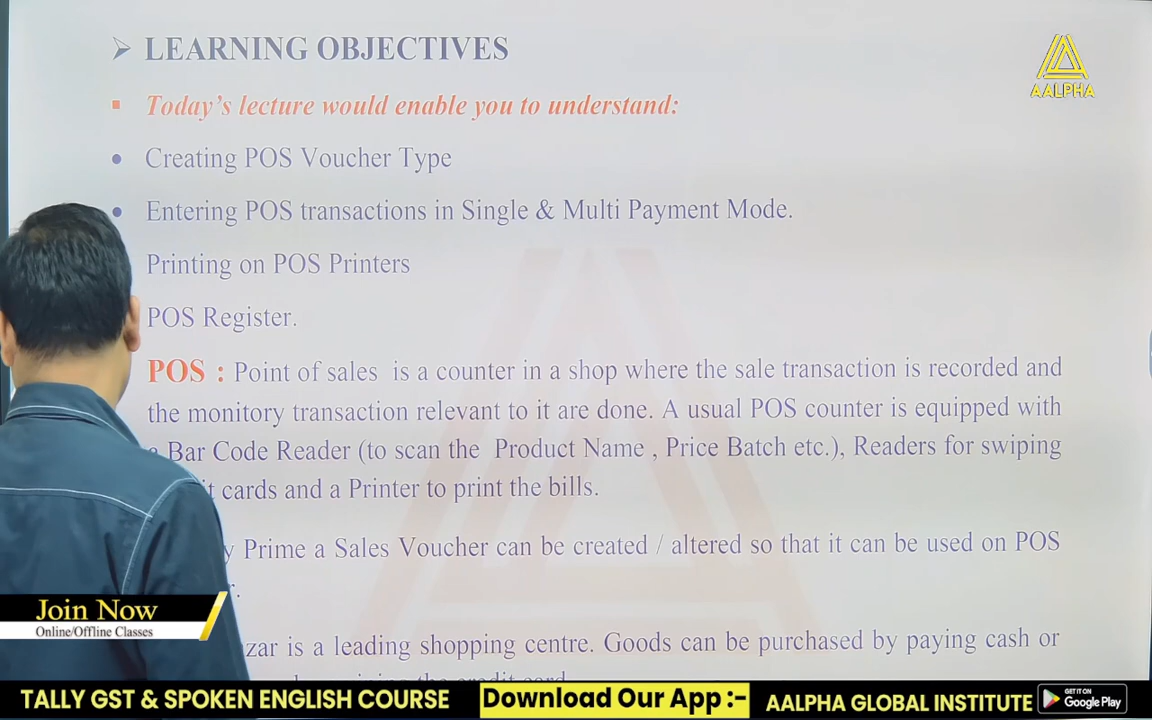 ➢ LEARNING OBJECTIVES
AALPHA
▪ Today's lecture would enable you to understand:
• Creating POS Voucher Type
• Entering POS transactions in Single & Multi Payment Mode.
Printing on POS Printers
POS Register.
POS : Point of sales is a counter in a shop where the sale transaction is recorded and
the monitory transaction relevant to it are done. A usual POS counter is equipped with
Bar Code Reader (to scan the Product Name , Price Batch etc.), Readers for swiping
cards and a Printer to print the bills.
Prime a Sales Voucher can be created / altered so that it can be used on POS
is a leading shopping centre. Goods can be purchased by paying cash or
Join Now
Online/Offline Classes
TALLY GST & SPOKEN ENGLISH COURSE
Download Our App :-
AALPHA GLOBAL INSTITUTE
GET IT ON
Google Play